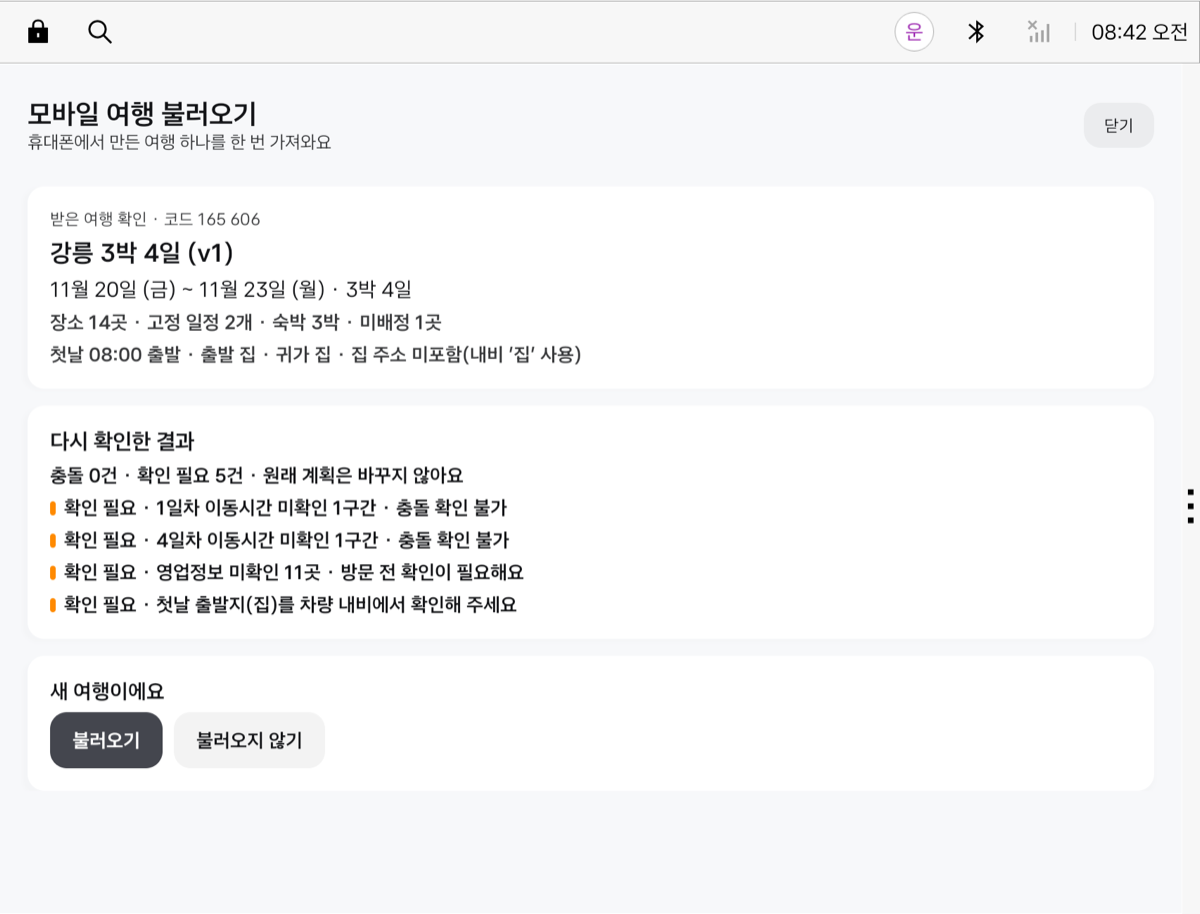 운
08:42 오전
모바일 여행 불러오기
휴대폰에서 만든 여행 하나를 한 번 가져와요
닫기
받은 여행 확인 · 코드 165 606
강릉 3박 4일 (v1)
11월 20일 (금) ~ 11월 23일 (월) · 3박 4일
장소 14곳 · 고정 일정 2개 · 숙박 3박 · 미배정 1곳
첫날 08:00 출발 · 출발 집 · 귀가 집 · 집 주소 미포함(내비 '집' 사용)
다시 확인한 결과
충돌 0건 · 확인 필요 5건 · 원래 계획은 바꾸지 않아요
확인 필요 · 1일차 이동시간 미확인 1구간 · 충돌 확인 불가
확인 필요 · 4일차 이동시간 미확인 1구간 · 충돌 확인 불가
확인 필요 · 영업정보 미확인 11곳 · 방문 전 확인이 필요해요
확인 필요 · 첫날 출발지(집)를 차량 내비에서 확인해 주세요
새 여행이에요
불러오기
불러오지 않기